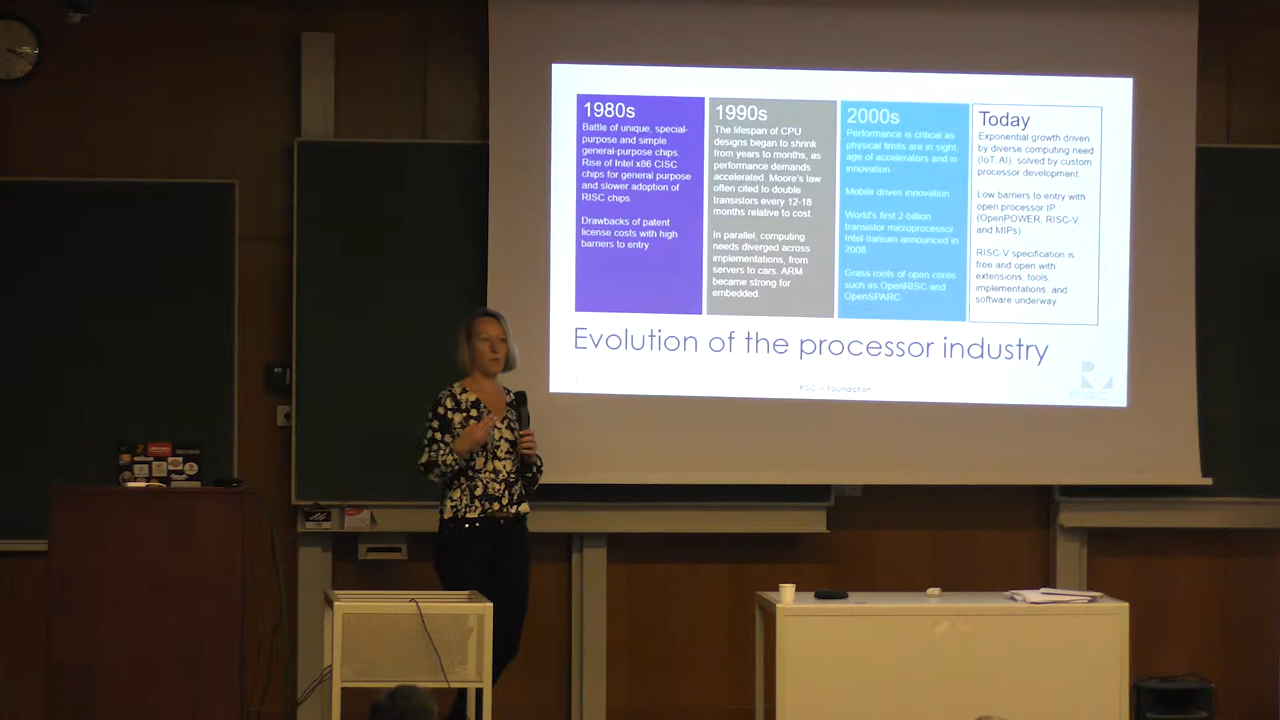 1980s
Battle of unique, special-
purpose and simple
general-purpose chips.
Rise of Intel x86 CISC
chips for general purpose
and slower adoption of
RISC chips.
Drawbacks of patent
license costs with high
barriers to entry
1990s
The lifespan of CPU
designs began to shrink
from years to months, as
performance demands
accelerated. Moore's law
often cited to double
transistors every 12-18
months relative to cost.
In parallel, computing
needs diverged across
implementations, from
servers to cars. ARM
became strong for
embedded.
2000s
Performance is critical as
physical limits are in sight,
age of accelerators and io
innovation
Mobile drives innovation
World's first 2-billion
transistor microprocessor
Intel Itanium announced in
2008
Grass roots of open cores
such as OpenRISC and
OpenSPARC
Today
Exponential growth driven
by diverse computing need
(IoT, AI), solved by custom
processor development
Low barriers to entry with
open processor IP
(OpenPOWER, RISC-V,
and MIPs)
RISC-V specification is
free and open with
extensions, tools,
implementations, and
software underway
Evolution of the processor industry
RISC-V Foundation
RISC